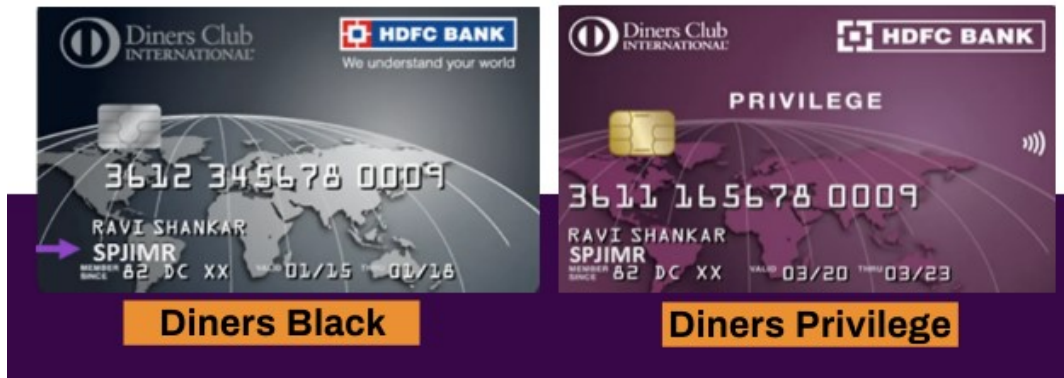 Diners Club
INTERNATIONAL
HDFC BANK
We understand your world
3612 345678 0009
RAVI SHANKAR
SPJIMR
MEMBER SINCE 82 DC XX VALID 01/15 THRU 01/18
Diners Black
Diners Club
INTERNATIONAL
HDFC BANK
PRIVILEGE
3611 165678 0009
RAVI SHANKAR
SPJIMR
MEMBER SINCE 82 DC XX VALID 03/20 THRU 03/23
Diners Privilege